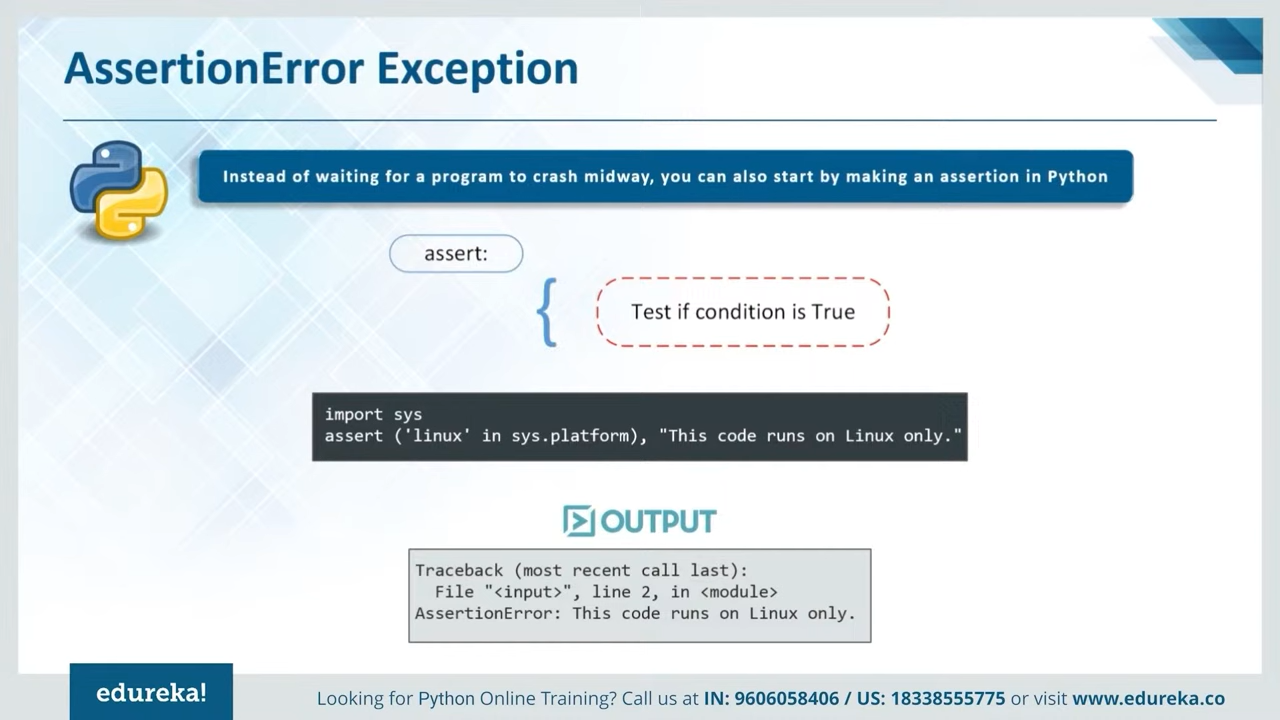 AssertionError Exception
Instead of waiting for a program to crash midway, you can also start by making an assertion in Python
assert:
{
Test if condition is True
import sys
assert ('linux' in sys.platform), "This code runs on Linux only."
OUTPUT
Traceback (most recent call last):
  File "<input>", line 2, in <module>
AssertionError: This code runs on Linux only.
edureka!
Looking for Python Online Training? Call us at IN: 9606058406 / US: 18338555775 or visit www.edureka.co